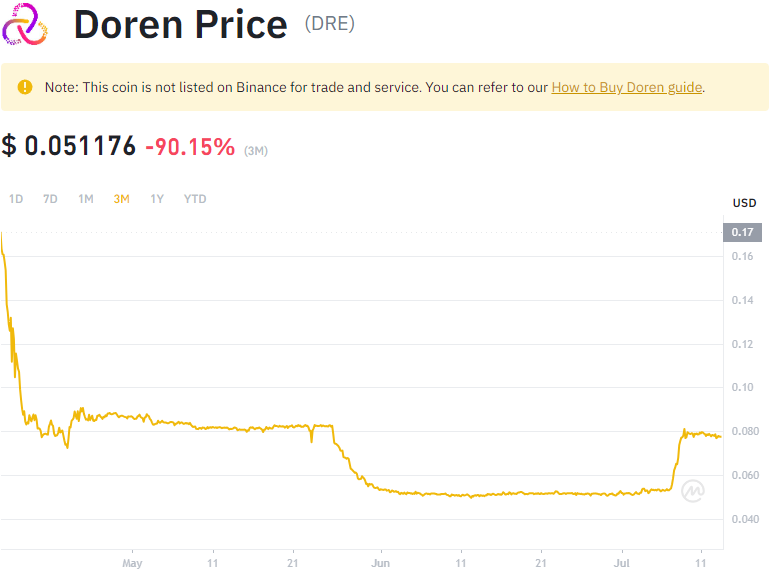 Doren Price (DRE)
Note: This coin is not listed on Binance for trade and service. You can refer to our How to Buy Doren guide.
$ 0.051176 -90.15% (3M)
1D 7D 1M 3M 1Y YTD
USD
0.17
0.16
0.14
0.12
0.10
0.080
0.060
0.040
May 11 21 Jun 11 21 Jul 11